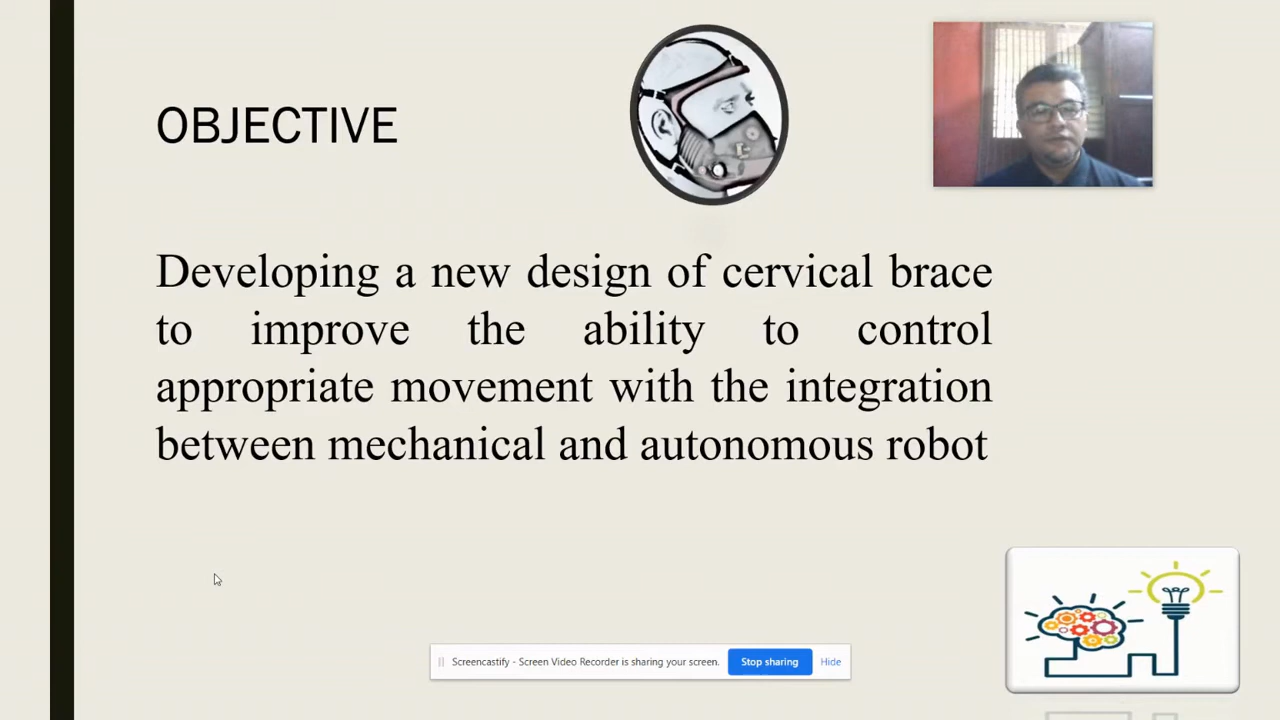 OBJECTIVE
Developing a new design of cervical brace
to improve the ability to control
appropriate movement with the integration
between mechanical and autonomous robot
Screencastify - Screen Video Recorder is sharing your screen. Stop sharing Hide